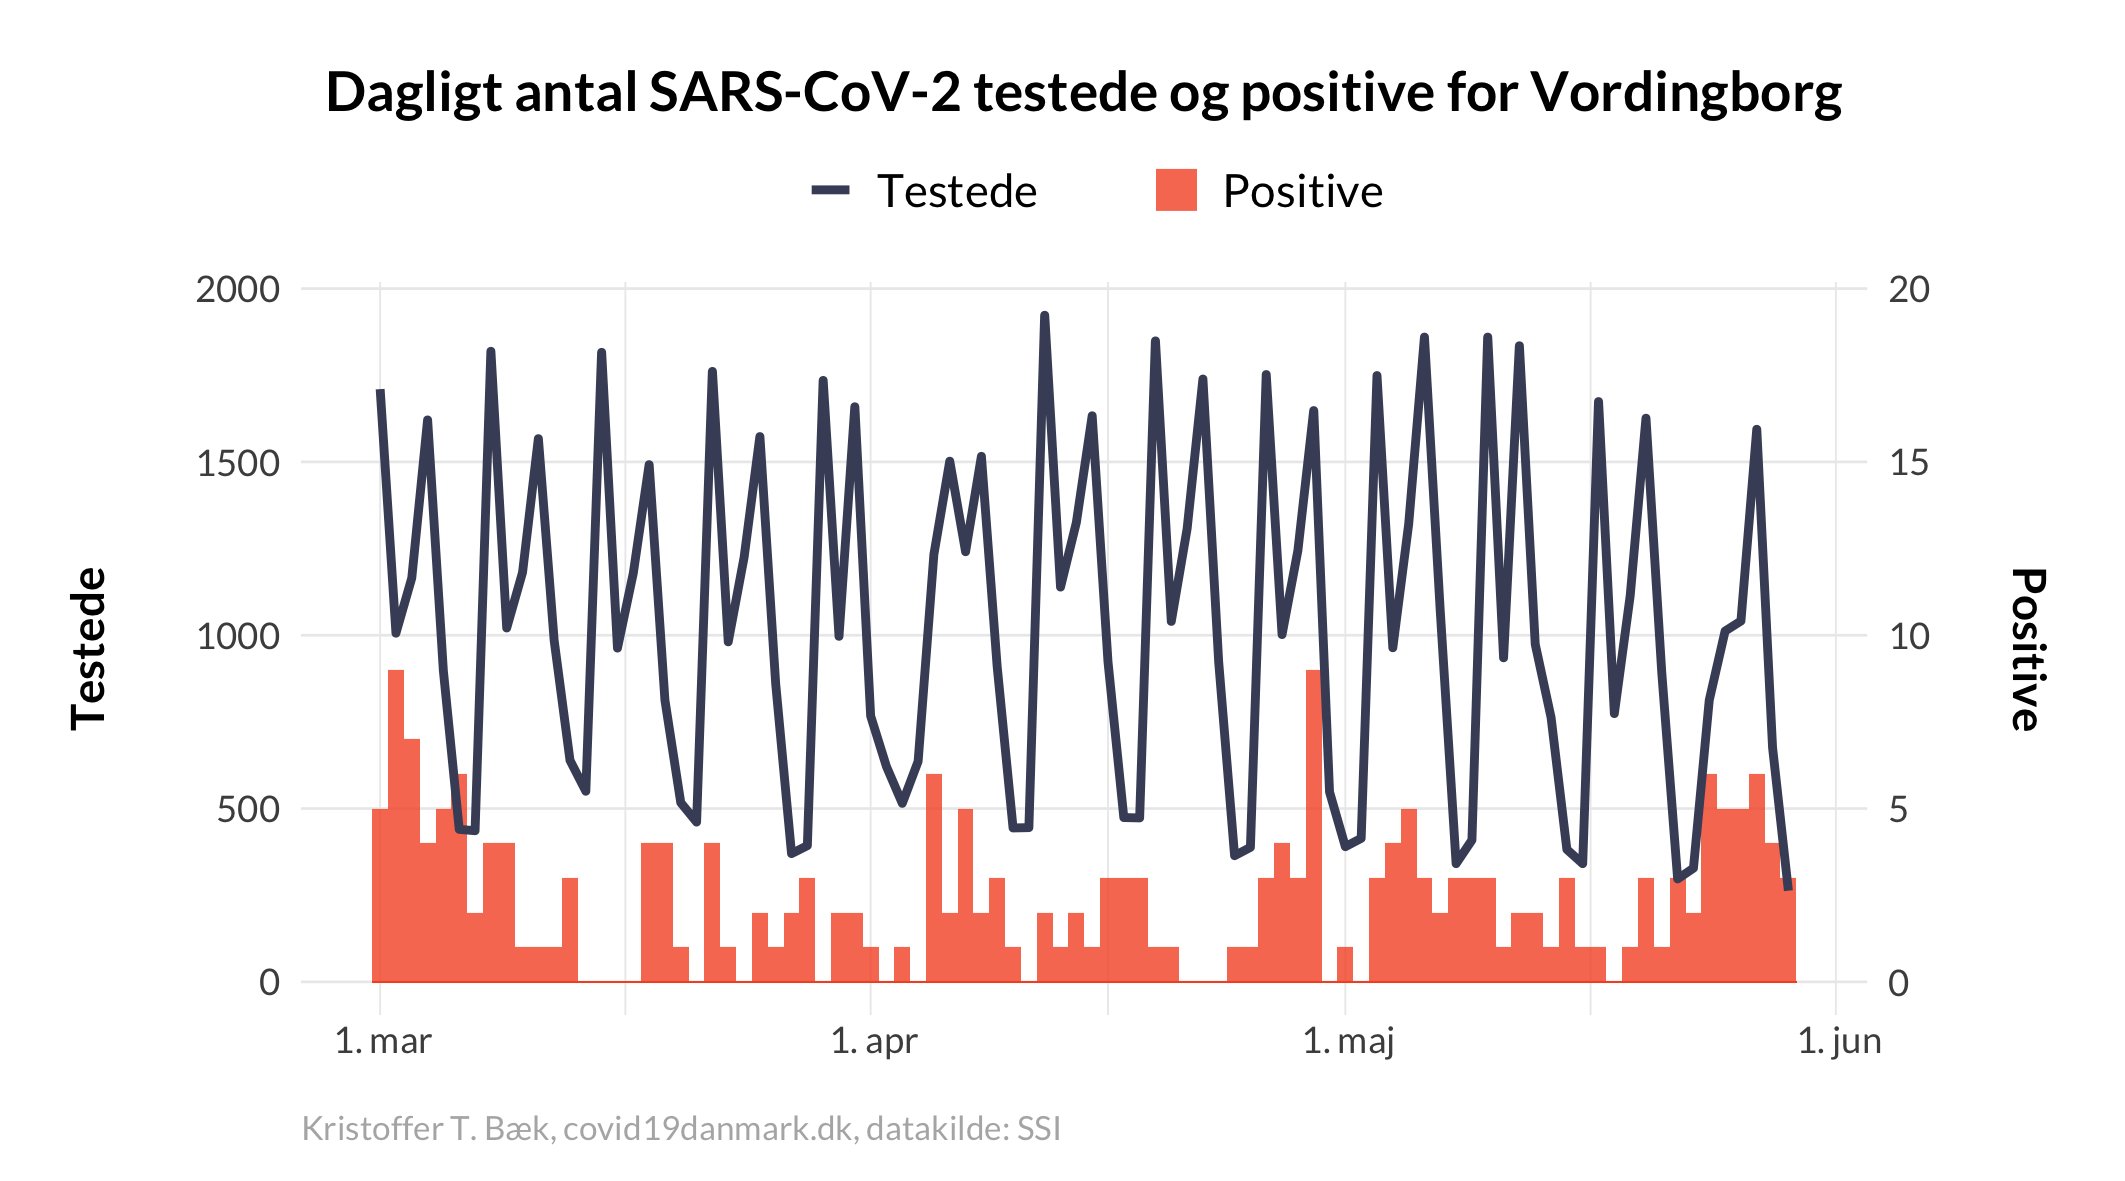 Dagligt antal SARS-CoV-2 testede og positive for Vordingborg
Testede
Positive
2000
1500
1000
500
0
20
15
10
5
0
Testede
Positive
1. mar
1. apr
1. maj
1. jun
Kristoffer T. Bæk, covid19danmark.dk, datakilde: SSI